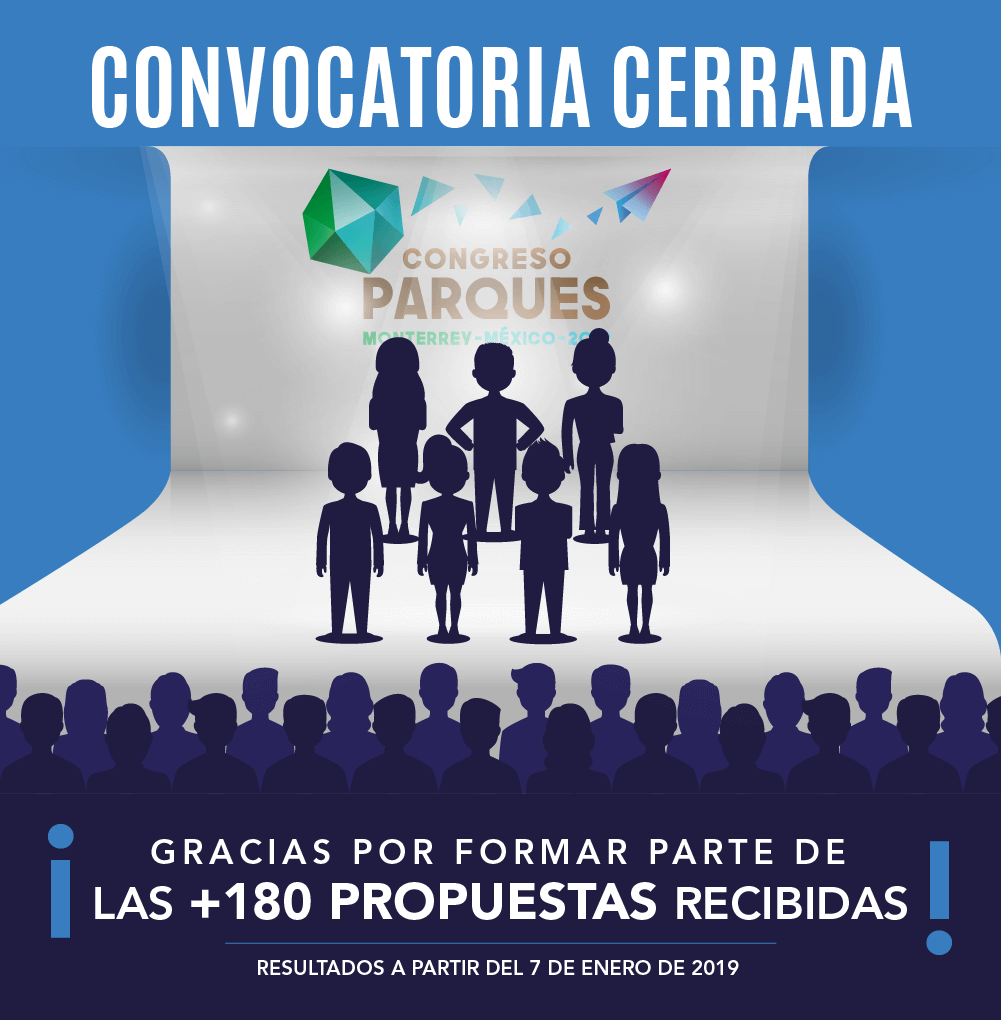 CONVOCATORIA CERRADA
CONGRESO
PARQUES
MONTERREY - MÉXICO -
¡GRACIAS POR FORMAR PARTE DE
LAS +180 PROPUESTAS RECIBIDAS!
RESULTADOS A PARTIR DEL 7 DE ENERO DE 2019